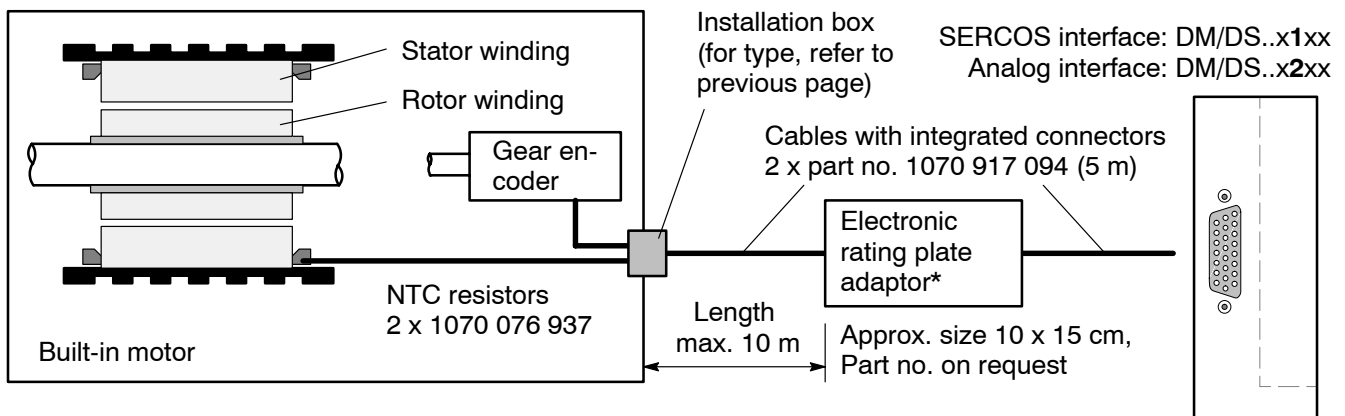 Stator winding
Rotor winding
Gear en-
coder
Installation box
(for type, refer to
previous page)
SERCOS interface: DM/DS..x1xx
Analog interface: DM/DS..x2xx
Cables with integrated connectors
2 x part no. 1070 917 094 (5 m)
Electronic
rating plate
adaptor*
NTC resistors
2 x 1070 076 937
Length
max. 10 m
Approx. size 10 x 15 cm,
Part no. on request
Built-in motor